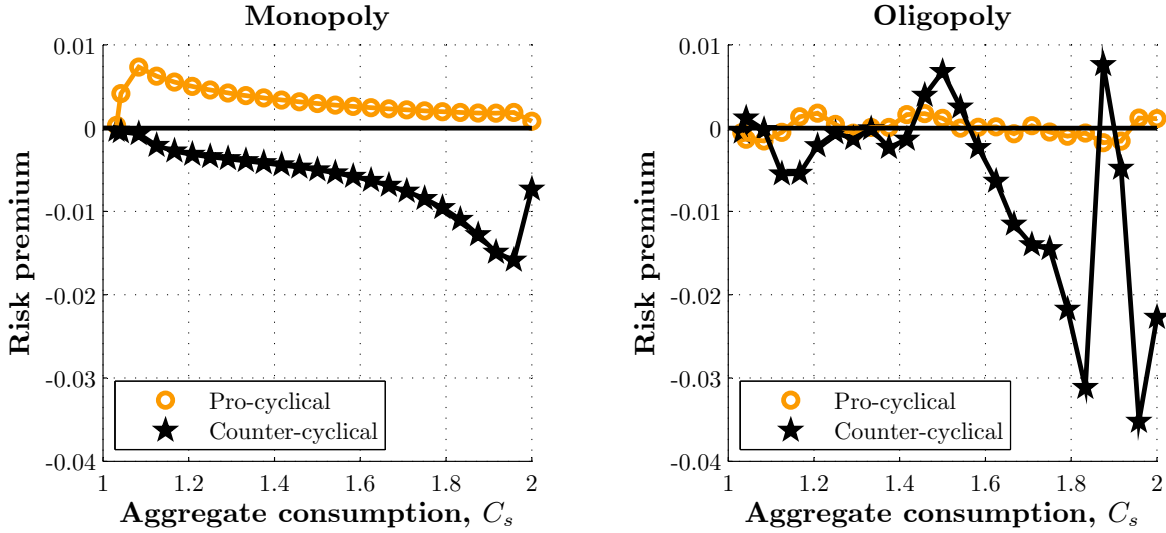 Monopoly
0.01
0
-0.01
-0.02
-0.03
-0.04
Risk premium
Pro-cyclical
Counter-cyclical
1
1.2
1.4
1.6
1.8
2
Aggregate consumption, C_s
Oligopoly
0.01
0
-0.01
-0.02
-0.03
-0.04
Risk premium
Pro-cyclical
Counter-cyclical
1
1.2
1.4
1.6
1.8
2
Aggregate consumption, C_s